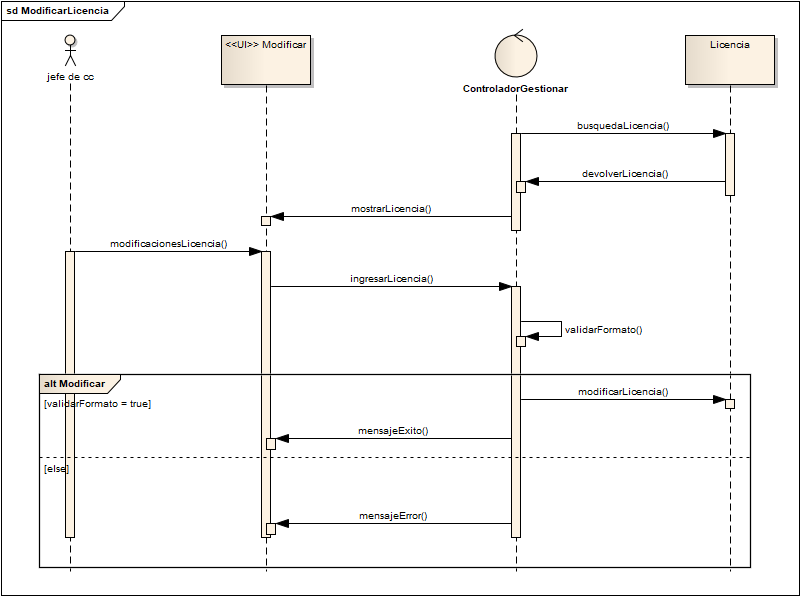 sd ModificarLicencia
jefe de cc
<<UI>> Modificar
ControladorGestionar
Licencia
busquedaLicencia()
devolverLicencia()
mostrarLicencia()
modificacionesLicencia()
ingresarLicencia()
validarFormato()
alt Modificar
modificarLicencia()
[validarFormato = true]
mensajeExito()
[else]
mensajeError()